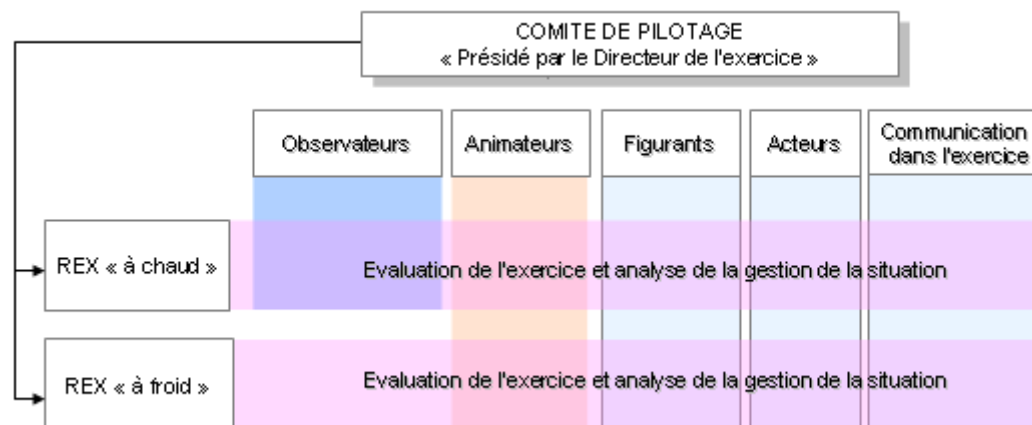 COMITE DE PILOTAGE
« Présidé par le Directeur de l'exercice »
Observateurs
Animateurs
Figurants
Acteurs
Communication
dans l'exercice
REX « à chaud »
Evaluation de l'exercice et analyse de la gestion de la situation
REX « à froid »
Evaluation de l'exercice et analyse de la gestion de la situation